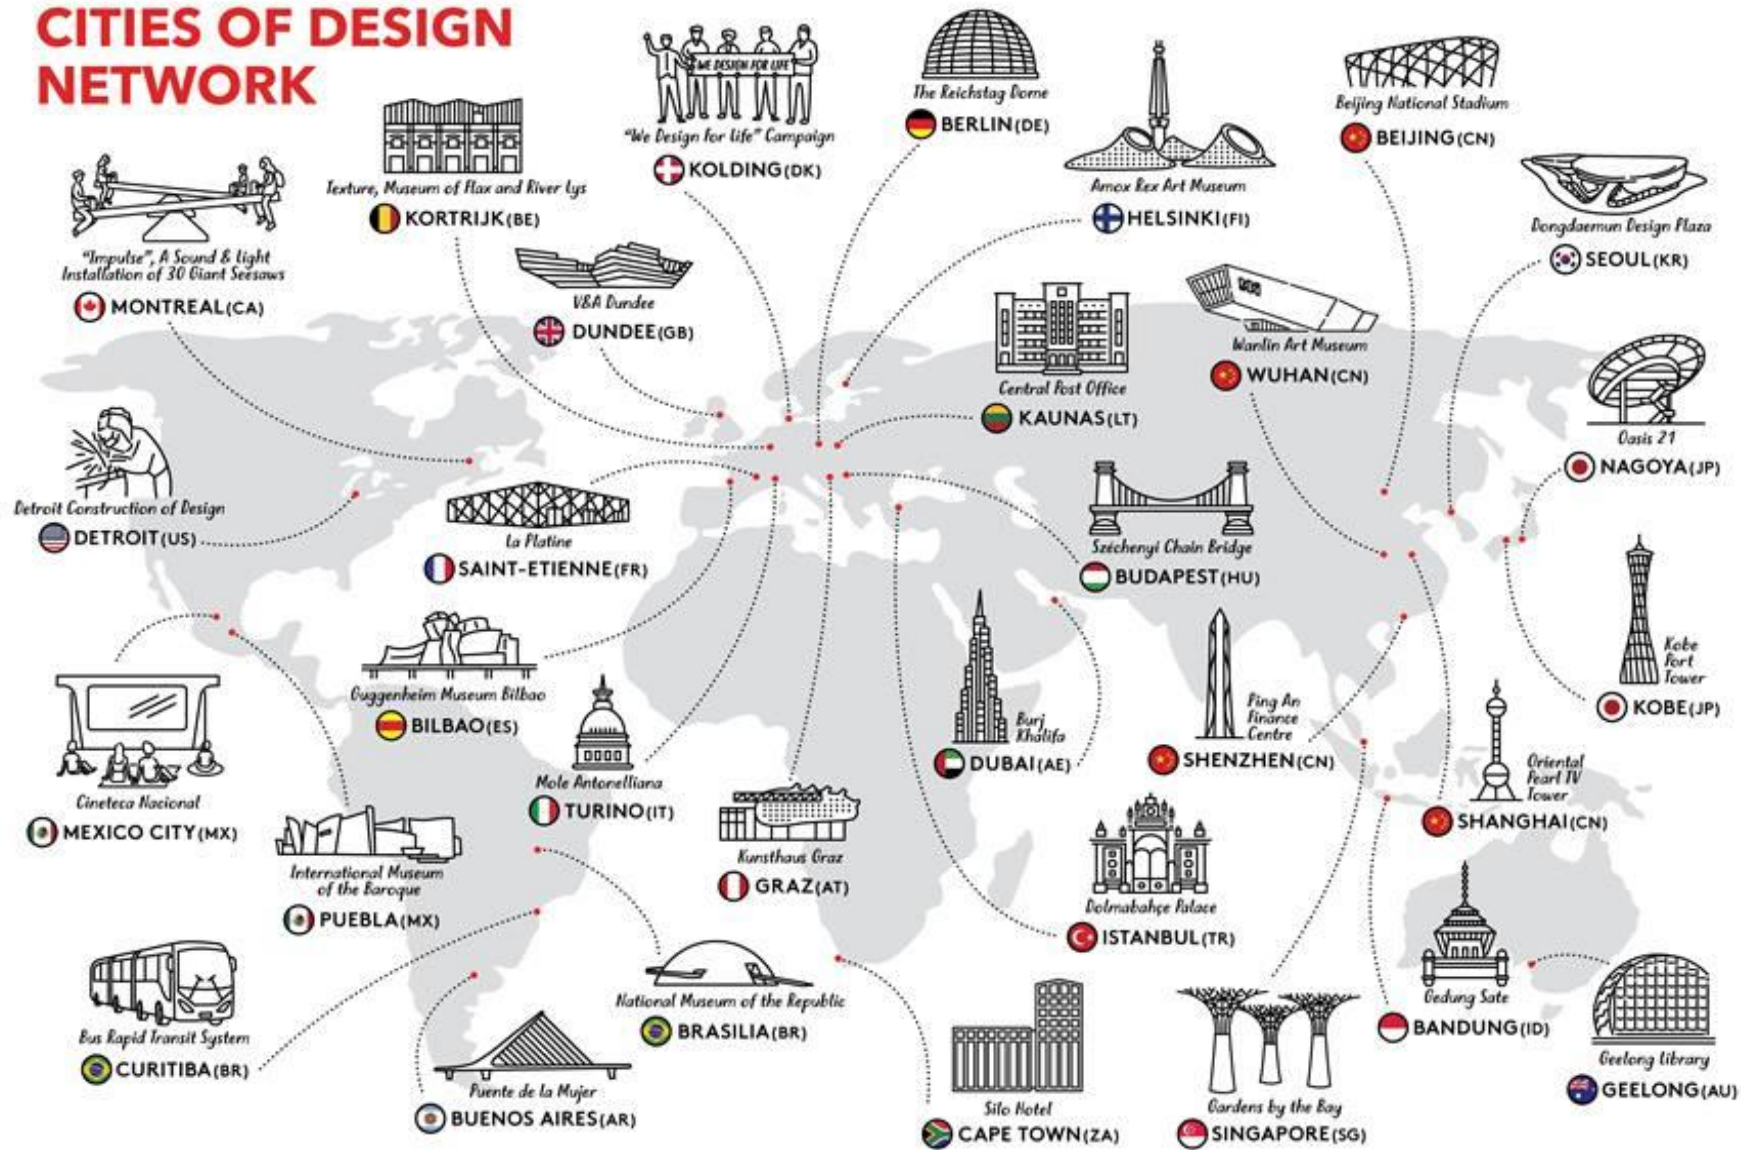 CITIES OF DESIGN
NETWORK
WE DESIGN FOR LIFE
"We Design for Life" Campaign
KOLDING(DK)
The Reichstag Dome
BERLIN(DE)
Beijing National Stadium
BEIJING(CN)
Texture, Museum of Flax and River Lys
KORTRIJK(BE)
Amox Rex Art Museum
HELSINKI(FI)
Dongdaemun Design Plaza
SEOUL(KR)
"Impulse", A Sound & Light
Installation of 30 Giant Seesaws
MONTREAL(CA)
V&A Dundee
DUNDEE(GB)
Central Post Office
KAUNAS(LT)
Wanlin Art Museum
WUHAN(CN)
Oasis 21
NAGOYA(JP)
Detroit Construction of Design
DETROIT(US)
La Platine
SAINT-ETIENNE(FR)
Széchenyi Chain Bridge
BUDAPEST(HU)
Kobe
Port
Tower
KOBE(JP)
Guggenheim Museum Bilbao
BILBAO(ES)
Burj
Khalifa
DUBAI(AE)
Ping An
Finance
Centre
SHENZHEN(CN)
Oriental
Pearl TV
Tower
SHANGHAI(CN)
Cineteca Nacional
MEXICO CITY(MX)
Mole Antonelliana
TURINO(IT)
International Museum
of the Baroque
PUEBLA(MX)
Kunsthaus Graz
GRAZ(AT)
Dolmabahçe Palace
ISTANBUL(TR)
Bus Rapid Transit System
CURITIBA(BR)
National Museum of the Republic
BRASILIA(BR)
Gedung Sate
BANDUNG(ID)
Geelong Library
GEELONG(AU)
Puente de la Mujer
BUENOS AIRES(AR)
Silo Hotel
CAPE TOWN(ZA)
Gardens by the Bay
SINGAPORE(SG)